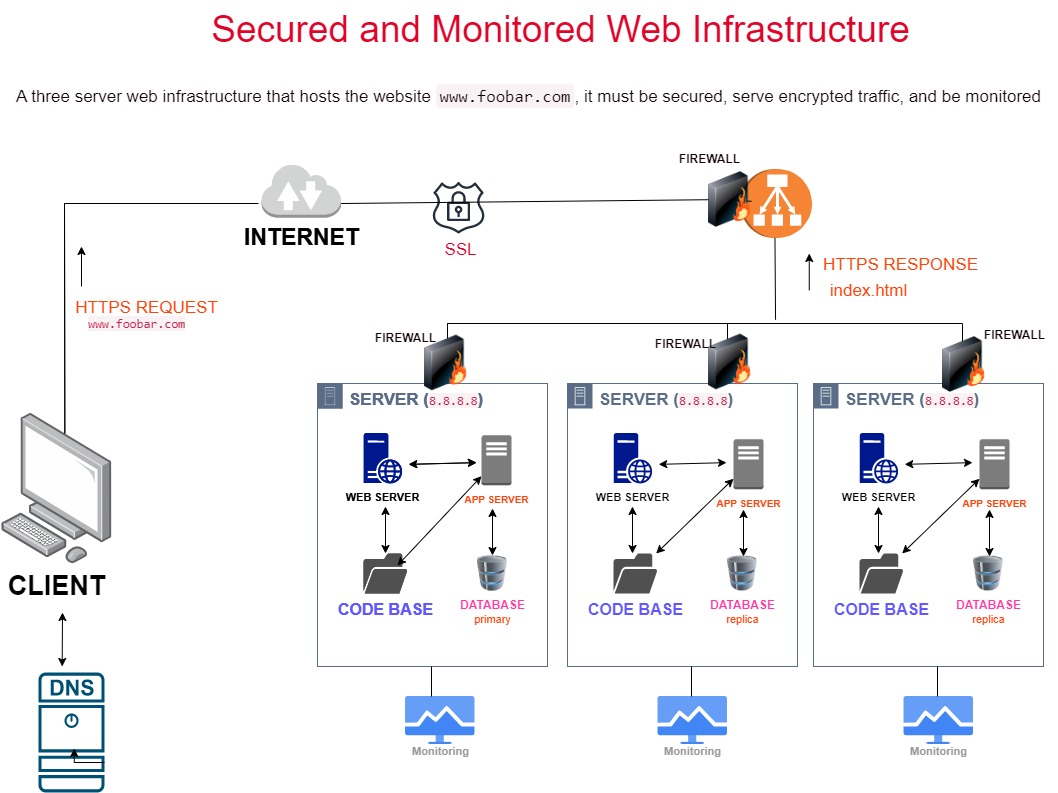 Secured and Monitored Web Infrastructure
A three server web infrastructure that hosts the website www.foobar.com, it must be secured, serve encrypted traffic, and be monitored
FIREWALL
INTERNET
SSL
HTTPS RESPONSE
index.html
HTTPS REQUEST
www.foobar.com
FIREWALL
FIREWALL
FIREWALL
SERVER (8.8.8.8)
SERVER (8.8.8.8)
SERVER (8.8.8.8)
WEB SERVER
APP SERVER
WEB SERVER
APP SERVER
WEB SERVER
APP SERVER
CLIENT
CODE BASE
DATABASE
primary
CODE BASE
DATABASE
replica
CODE BASE
DATABASE
replica
DNS
Monitoring
Monitoring
Monitoring